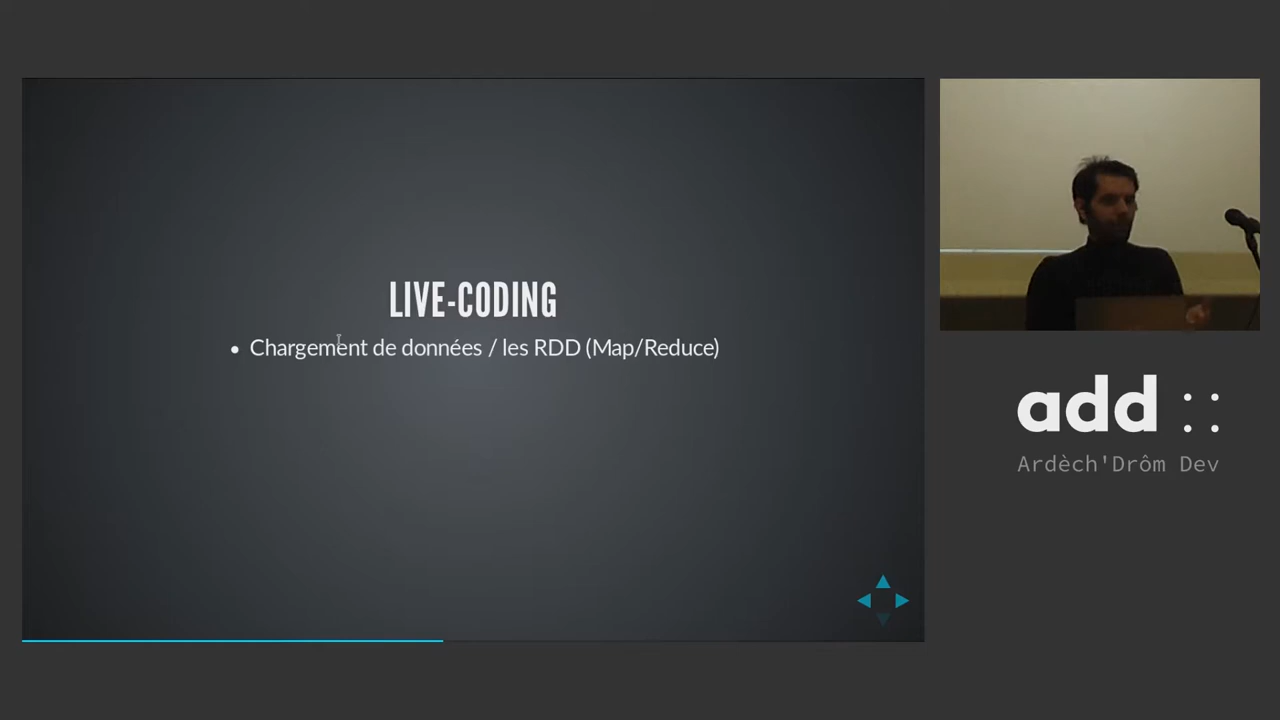 LIVE-CODING
• Chargement de données / les RDD (Map/Reduce)
add ::
Ardèch'Drôm Dev